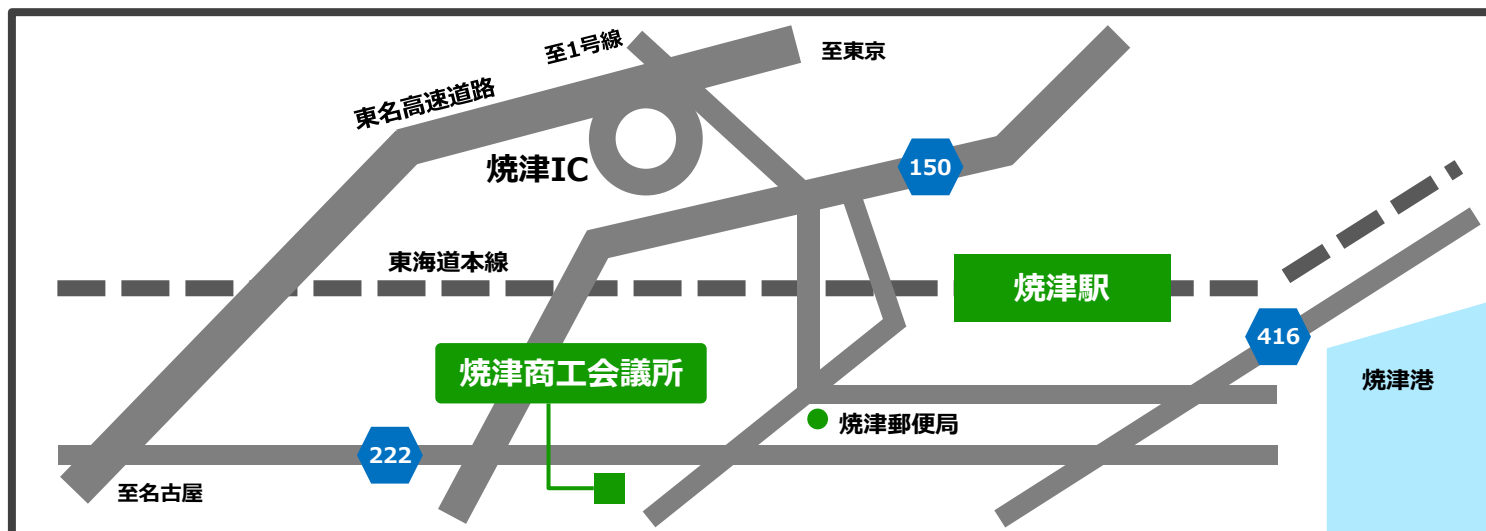 至1号線
至東京
東名高速道路
焼津IC
150
東海道本線
焼津駅
416
焼津商工会議所
焼津港
焼津郵便局
222
至名古屋